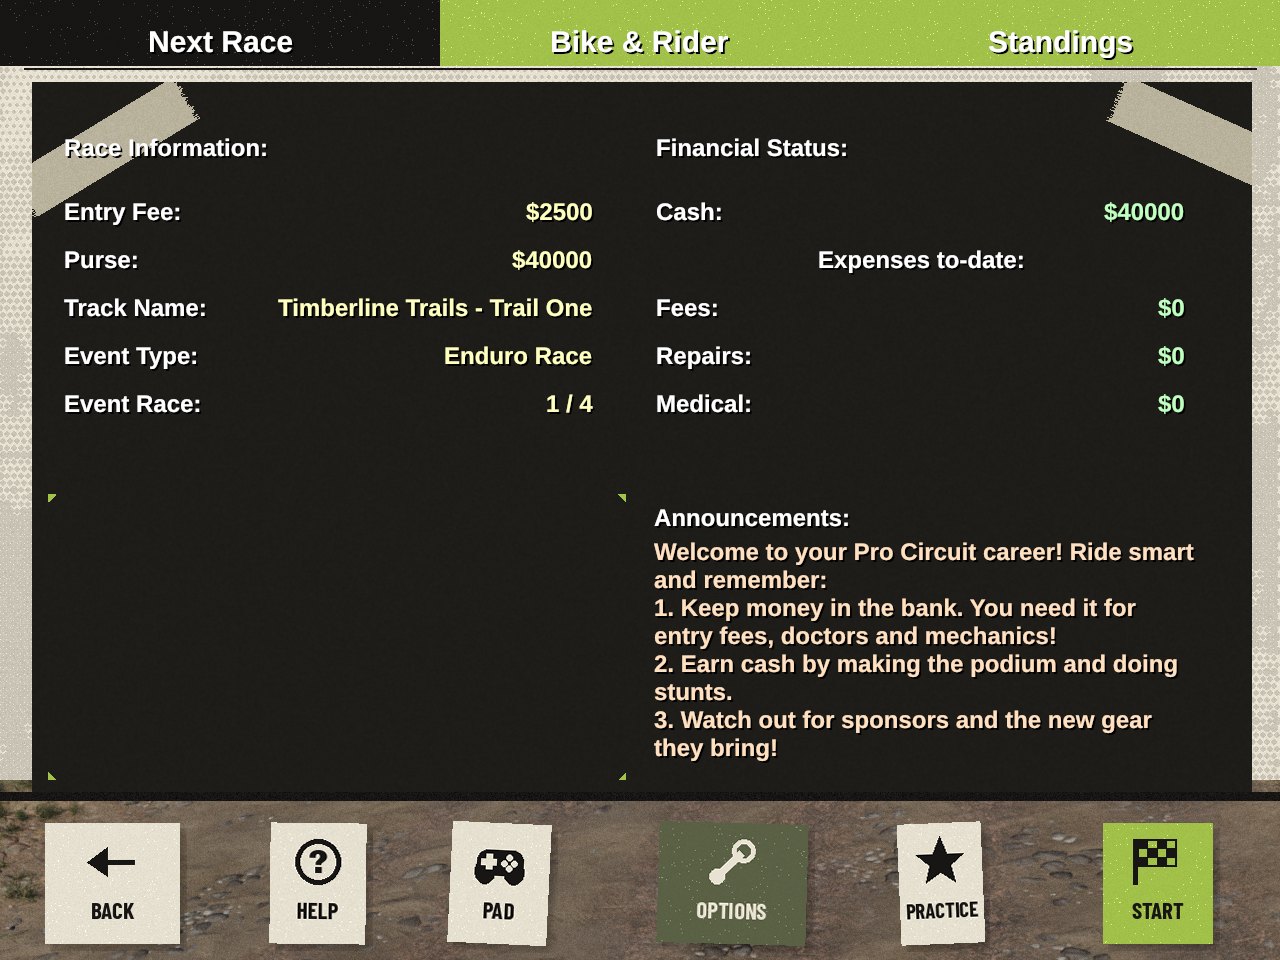 Next Race
Bike & Rider
Standings
Race Information:
Entry Fee: $2500
Purse: $40000
Track Name: Timberline Trails - Trail One
Event Type: Enduro Race
Event Race: 1 / 4
Financial Status:
Cash: $40000
Expenses to-date:
Fees: $0
Repairs: $0
Medical: $0
Announcements:
Welcome to your Pro Circuit career! Ride smart
and remember:
1. Keep money in the bank. You need it for
entry fees, doctors and mechanics!
2. Earn cash by making the podium and doing
stunts.
3. Watch out for sponsors and the new gear
they bring!
BACK
HELP
PAD
OPTIONS
PRACTICE
START